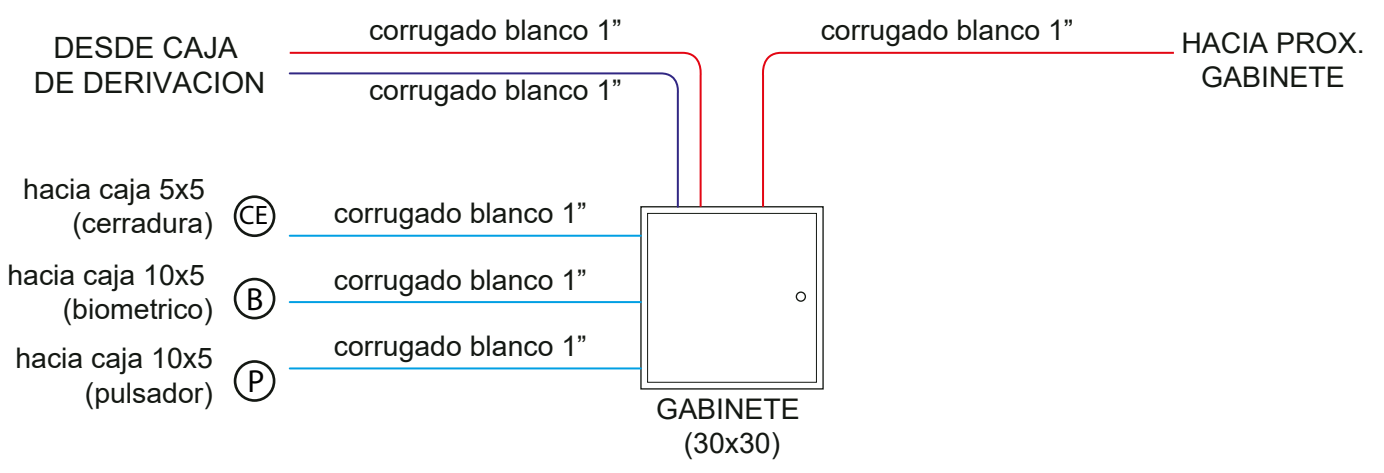 corrugado blanco 1”
corrugado blanco 1”
DESDE CAJA
DE DERIVACION
HACIA PROX.
GABINETE
corrugado blanco 1”
hacia caja 5x5
(cerradura)
CE
corrugado blanco 1”
hacia caja 10x5
(biometrico)
B
corrugado blanco 1”
hacia caja 10x5
(pulsador)
P
corrugado blanco 1”
GABINETE
(30x30)